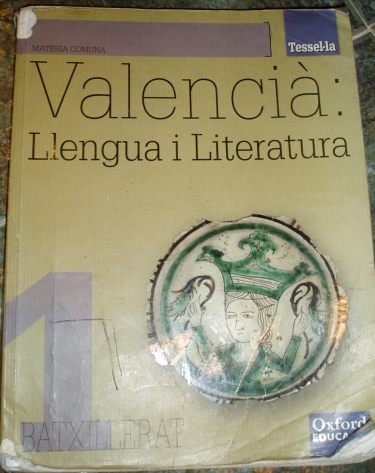 MATÈRIA COMUNA
Tessel·la
Valencià:
Llengua i Literatura
1
BATXILLERAT
Oxford
EDUCA